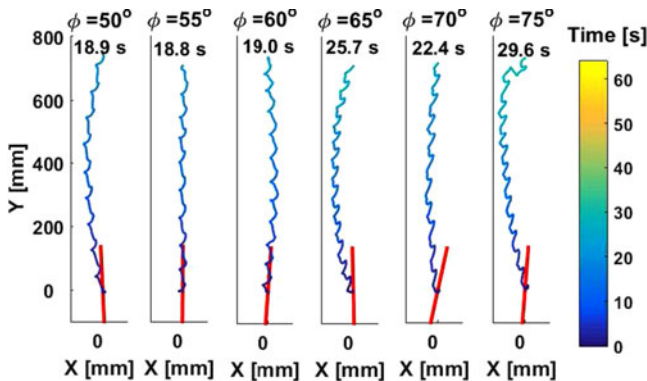 ϕ=50° ϕ=55° ϕ=60° ϕ=65° ϕ=70° ϕ=75°
18.9 s 18.8 s 19.0 s 25.7 s 22.4 s 29.6 s
Time [s]
800
600
400
200
0
Y [mm]
60
50
40
30
20
10
0
0 0 0 0 0 0
X [mm] X [mm] X [mm] X [mm] X [mm] X [mm]